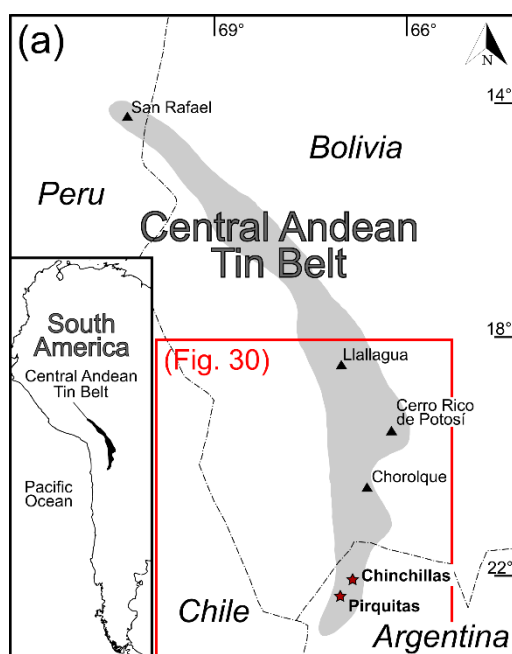 (a)
69°
66°
N
14°
San Rafael
Bolivia
Peru
Central Andean
Tin Belt
South
America
Central Andean
Tin Belt
Pacific
Ocean
18°
(Fig. 30)
Llallagua
Cerro Rico
de Potosí
Chorolque
22°
Chinchillas
Pirquitas
Chile
Argentina